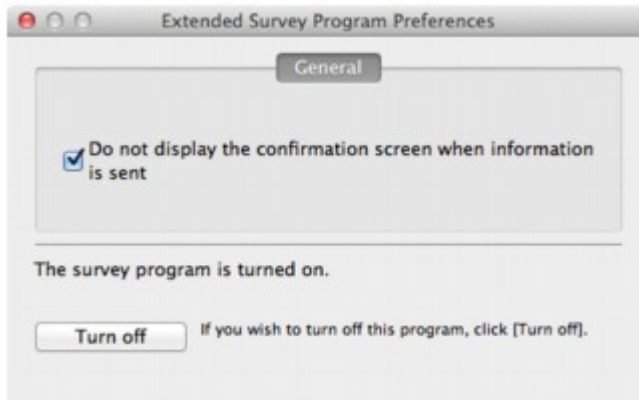 Extended Survey Program Preferences
General
Do not display the confirmation screen when information
is sent
The survey program is turned on.
Turn off
If you wish to turn off this program, click [Turn off].